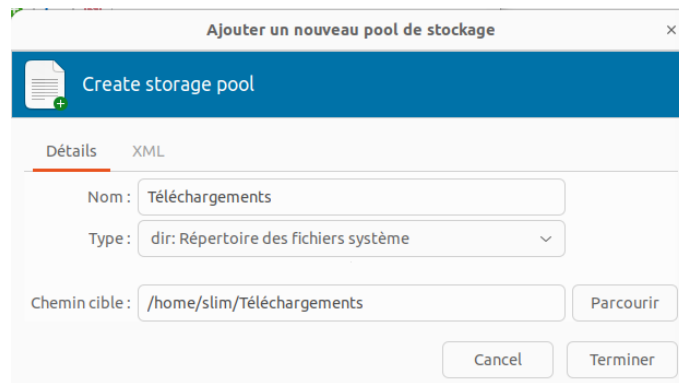 Ajouter un nouveau pool de stockage
Create storage pool
Détails XML
Nom : Téléchargements
Type : dir: Répertoire des fichiers système
Chemin cible : /home/slim/Téléchargements Parcourir
Cancel Terminer